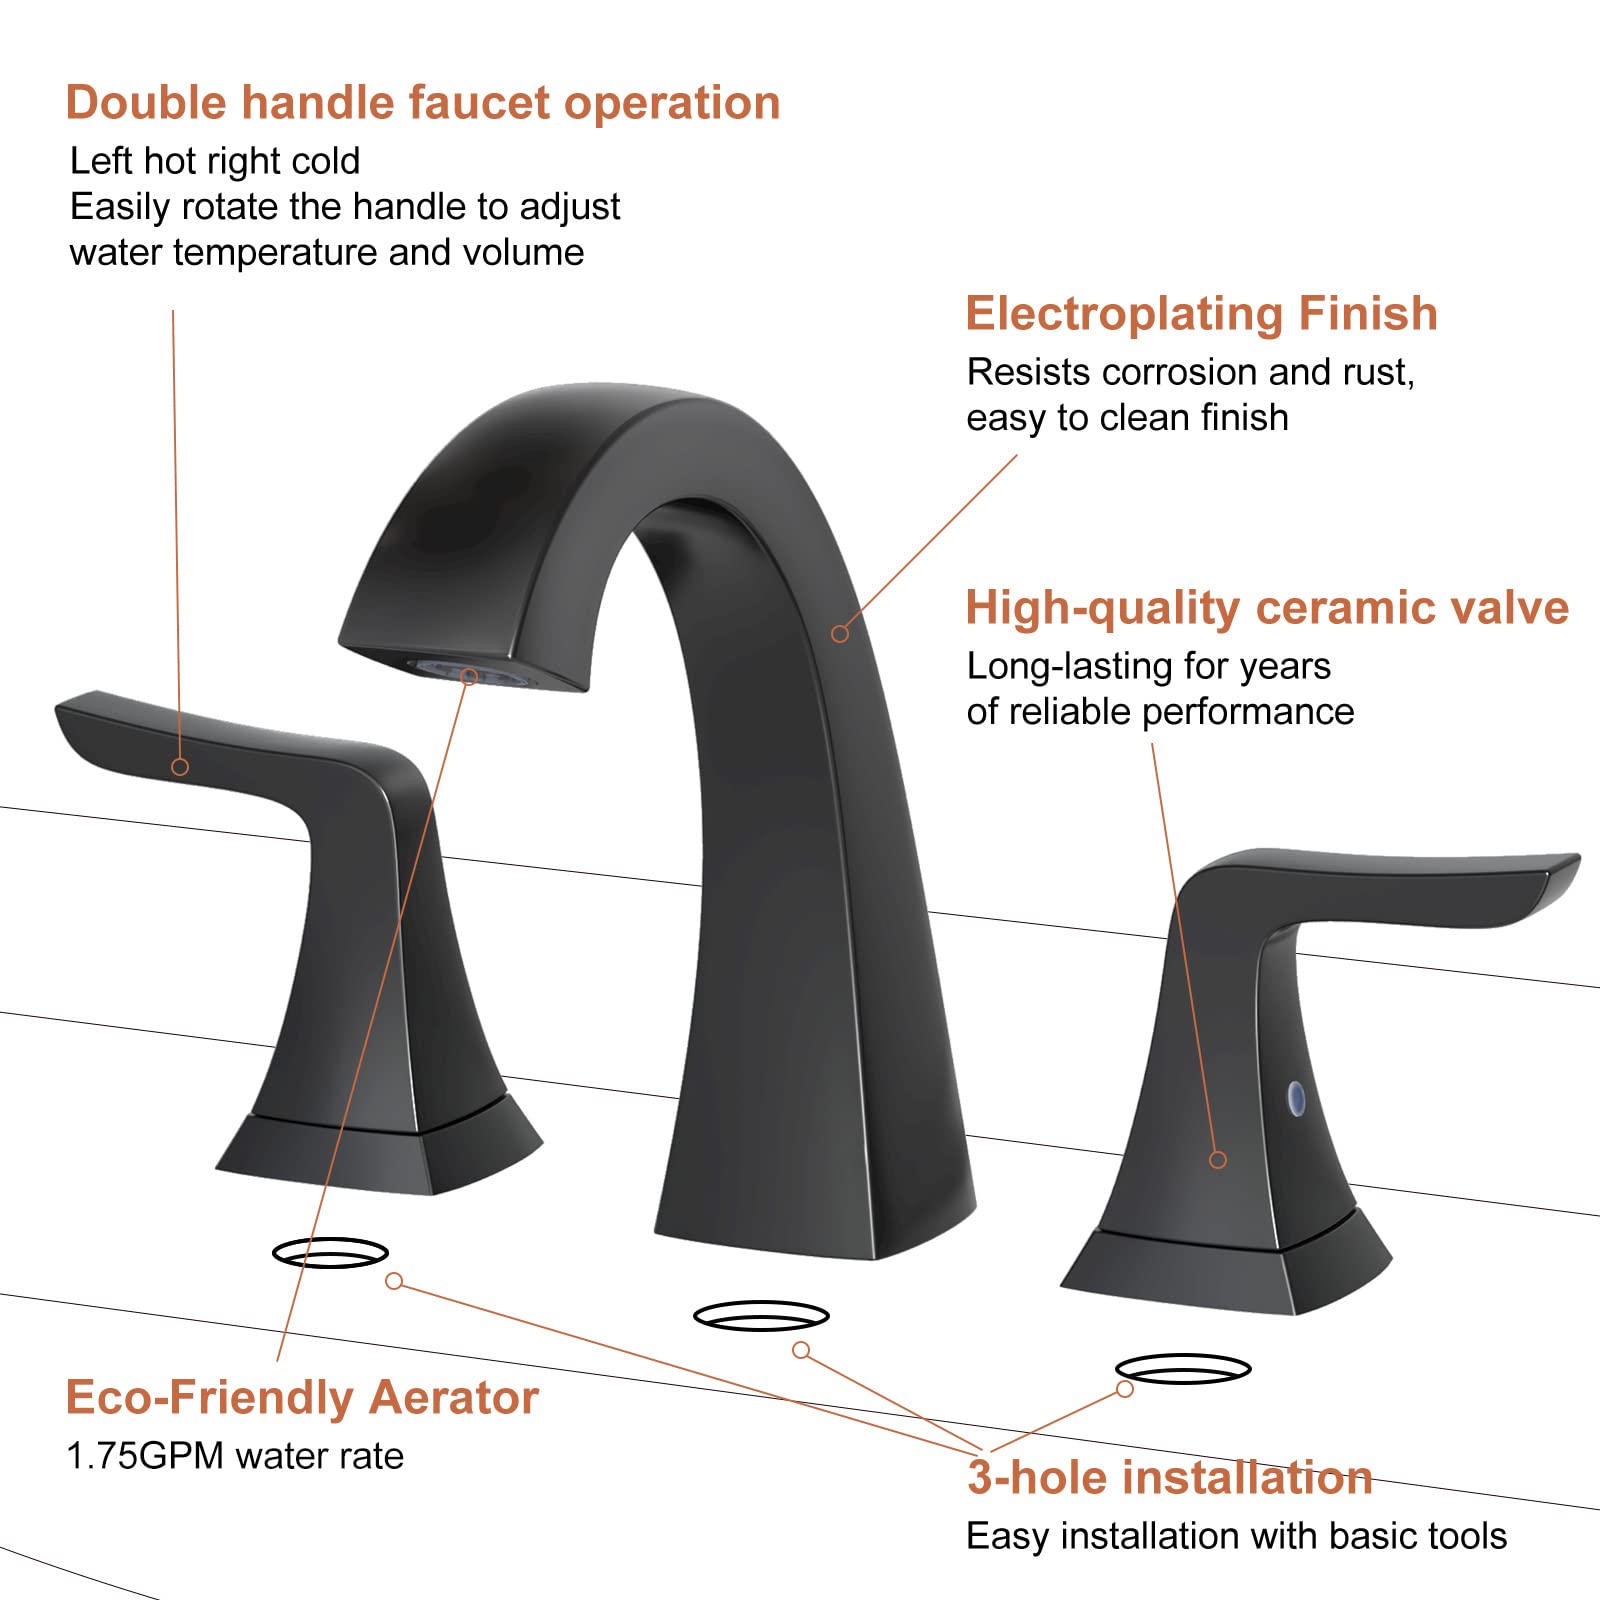 Double handle faucet operation
Left hot right cold
Easily rotate the handle to adjust
water temperature and volume
Electroplating Finish
Resists corrosion and rust,
easy to clean finish
High-quality ceramic valve
Long-lasting for years
of reliable performance
Eco-Friendly Aerator
1.75GPM water rate
3-hole installation
Easy installation with basic tools